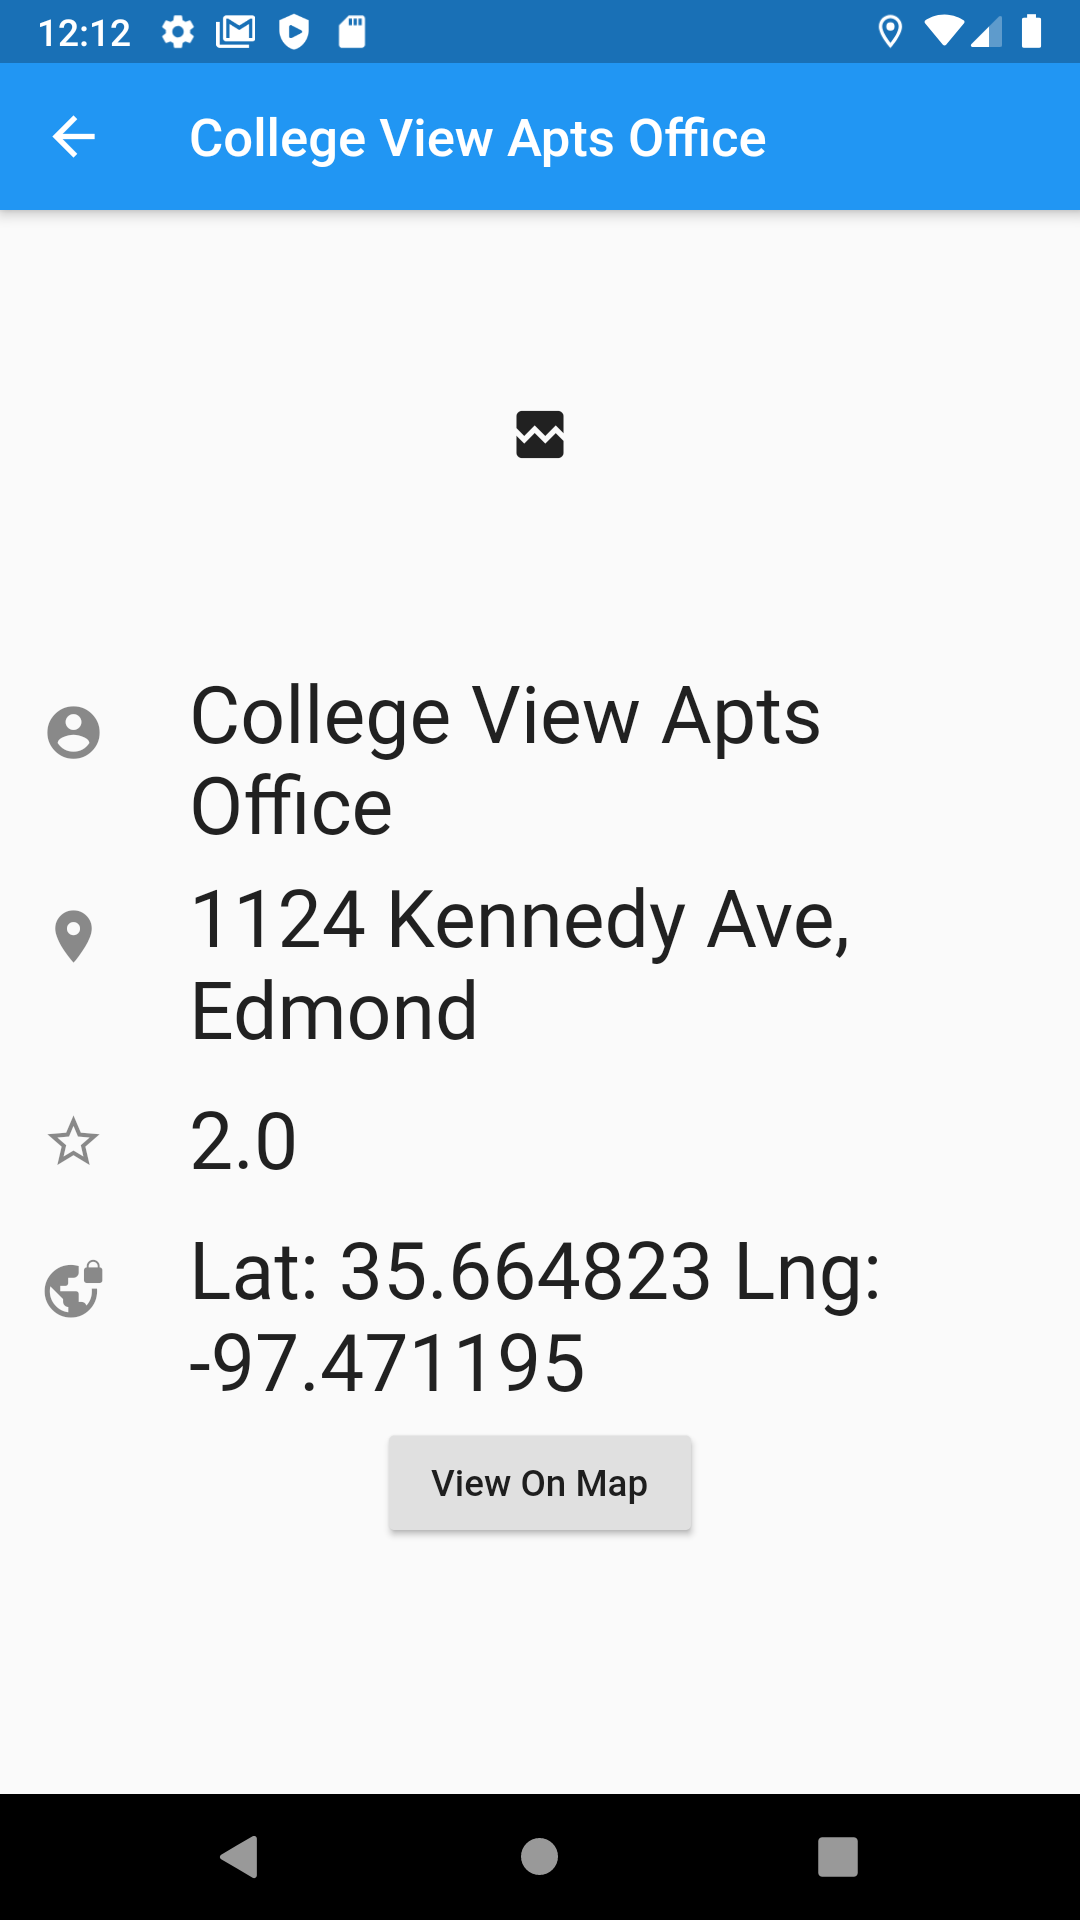 12:12
College View Apts Office
College View Apts
Office
1124 Kennedy Ave,
Edmond
2.0
Lat: 35.664823 Lng:
-97.471195
View On Map